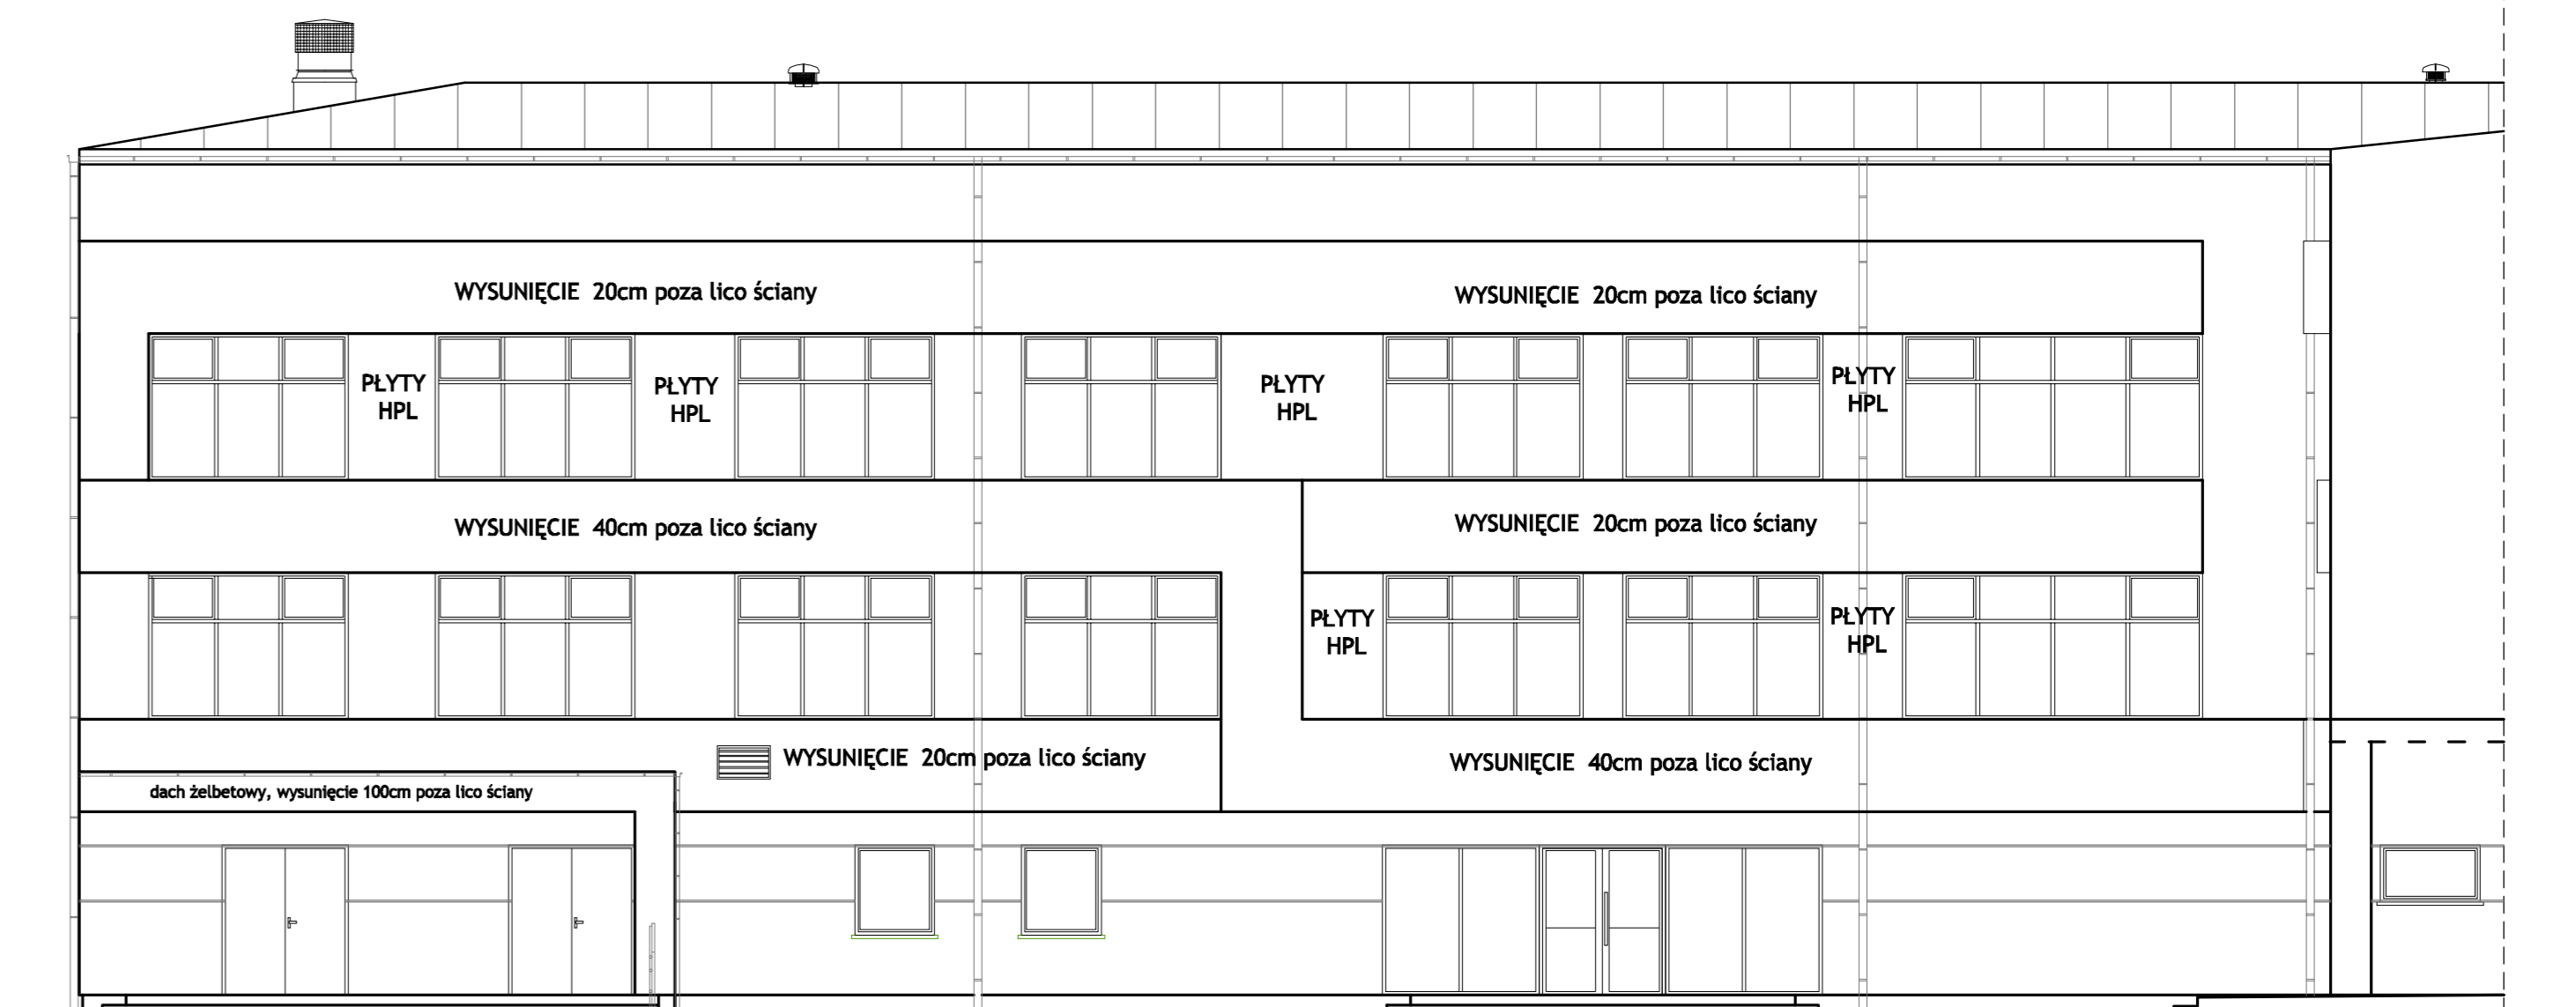 WYSUNIĘCIE 20cm poza lico ściany
WYSUNIĘCIE 20cm poza lico ściany
PŁYTY
HPL
PŁYTY
HPL
PŁYTY
HPL
PŁYTY
HPL
WYSUNIĘCIE 40cm poza lico ściany
WYSUNIĘCIE 20cm poza lico ściany
PŁYTY
HPL
PŁYTY
HPL
WYSUNIĘCIE 20cm poza lico ściany
WYSUNIĘCIE 40cm poza lico ściany
dach żelbetowy, wysunięcie 100cm poza lico ściany